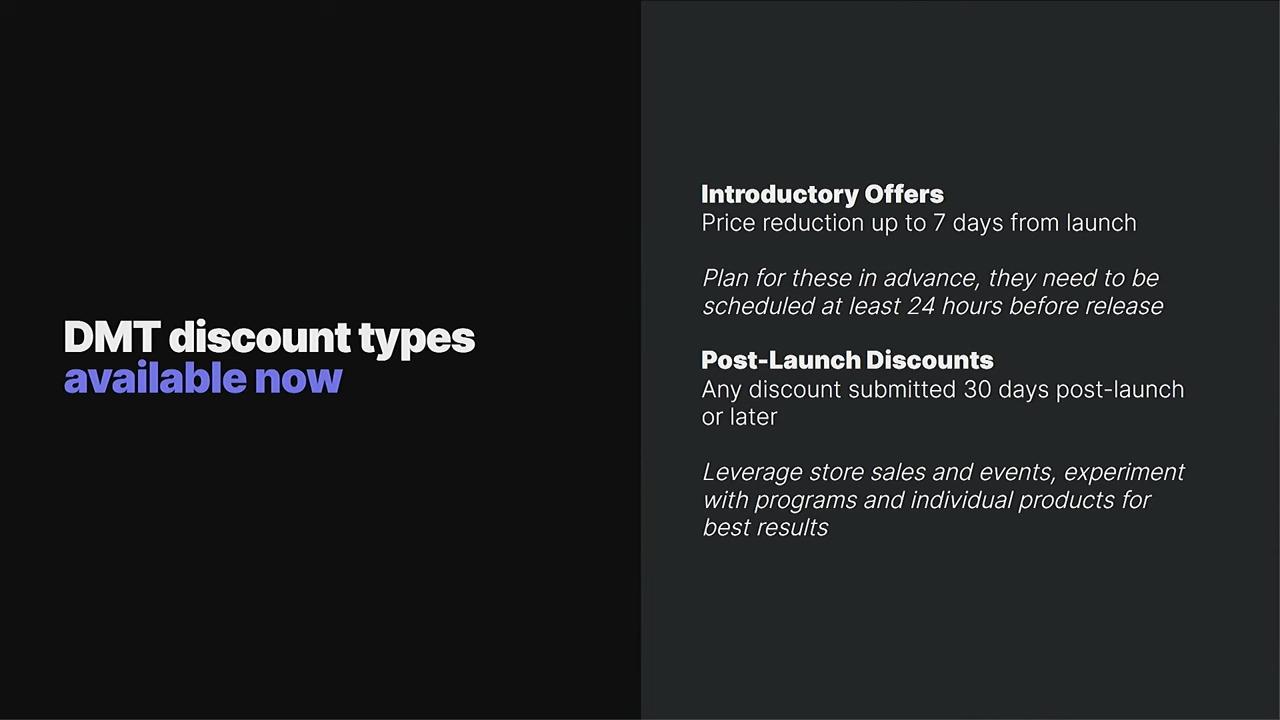 DMT discount types
available now
Introductory Offers
Price reduction up to 7 days from launch
Plan for these in advance, they need to be
scheduled at least 24 hours before release
Post-Launch Discounts
Any discount submitted 30 days post-launch
or later
Leverage store sales and events, experiment
with programs and individual products for
best results